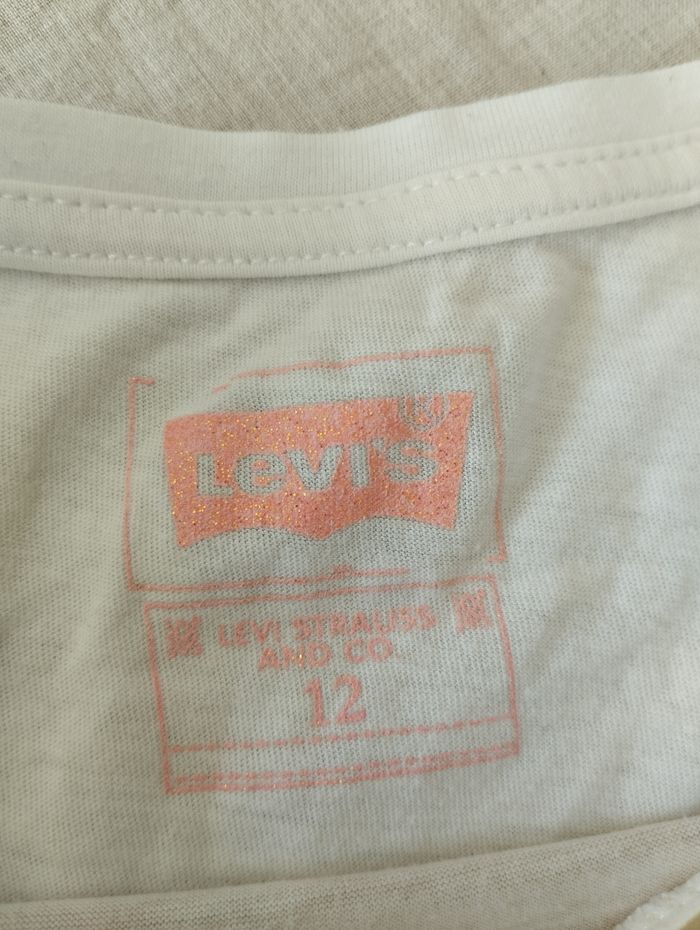 Levi's ®
LEVI STRAUSS
AND CO
12